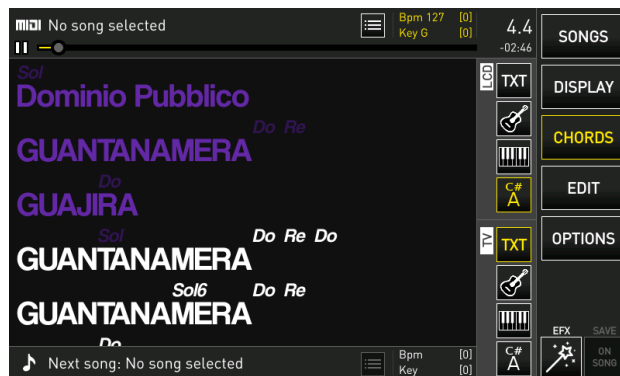 MIDI No song selected
Bpm 127 [0]
Key G [0]
4.4
-02:46
SONGS
Sol
Dominio Pubblico
Do Re
GUANTANAMERA
Do
GUAJIRA
Sol Do Re Do
GUANTANAMERA
Sol6 Do Re
GUANTANAMERA
Do
LCD
TXT
C#
A
TV
TXT
C#
A
DISPLAY
CHORDS
EDIT
OPTIONS
EFX SAVE
ON
SONG
Next song: No song selected
Bpm [0]
Key [0]